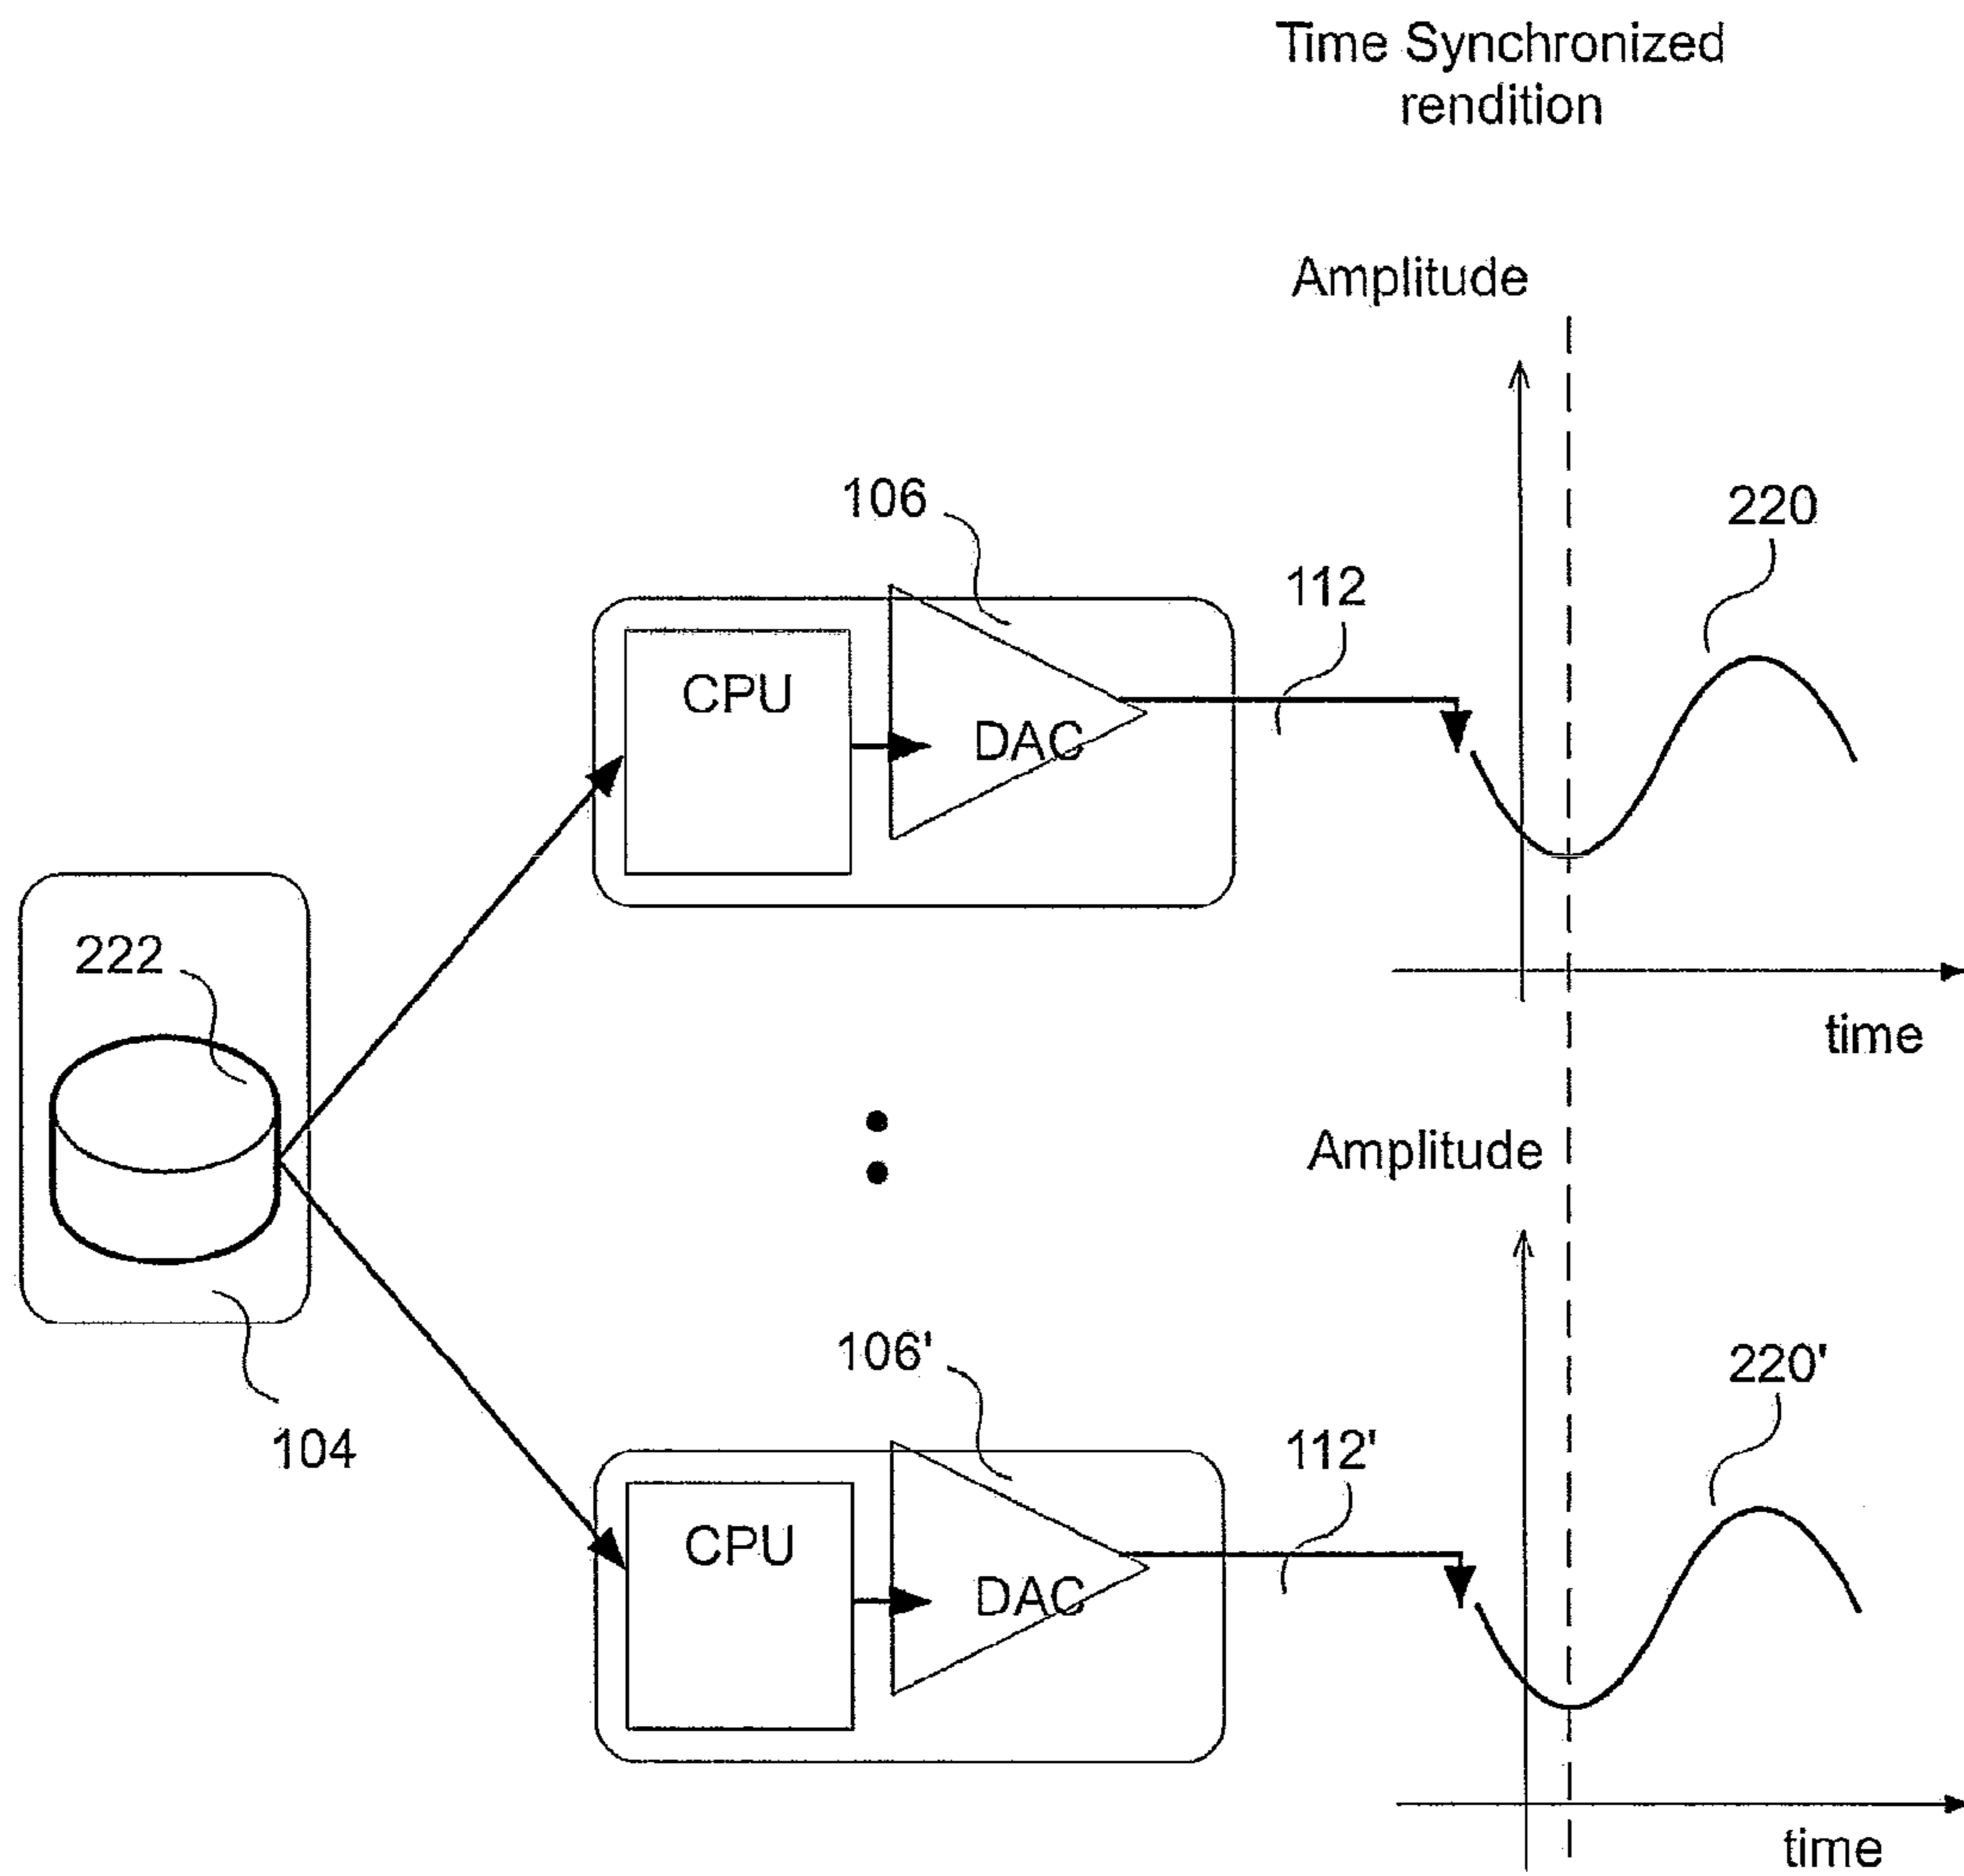 Time Synchronized
rendition
Amplitude
106
220
112
CPU
DAC
222
time
Amplitude
106'
220'
104
112'
CPU
DAC
time